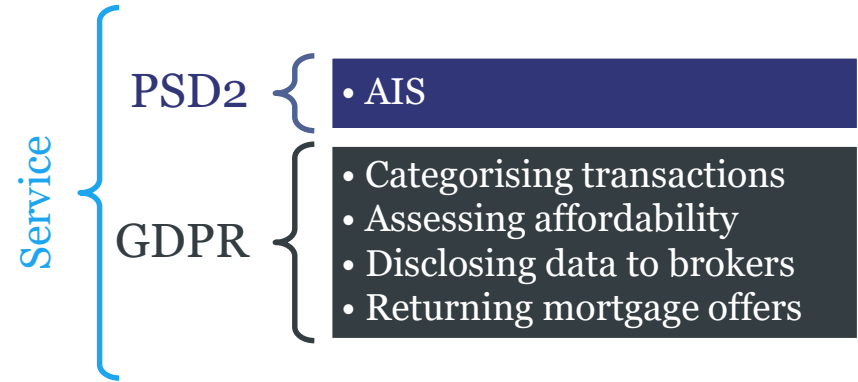 Service
PSD2
• AIS
GDPR
• Categorising transactions
• Assessing affordability
• Disclosing data to brokers
• Returning mortgage offers